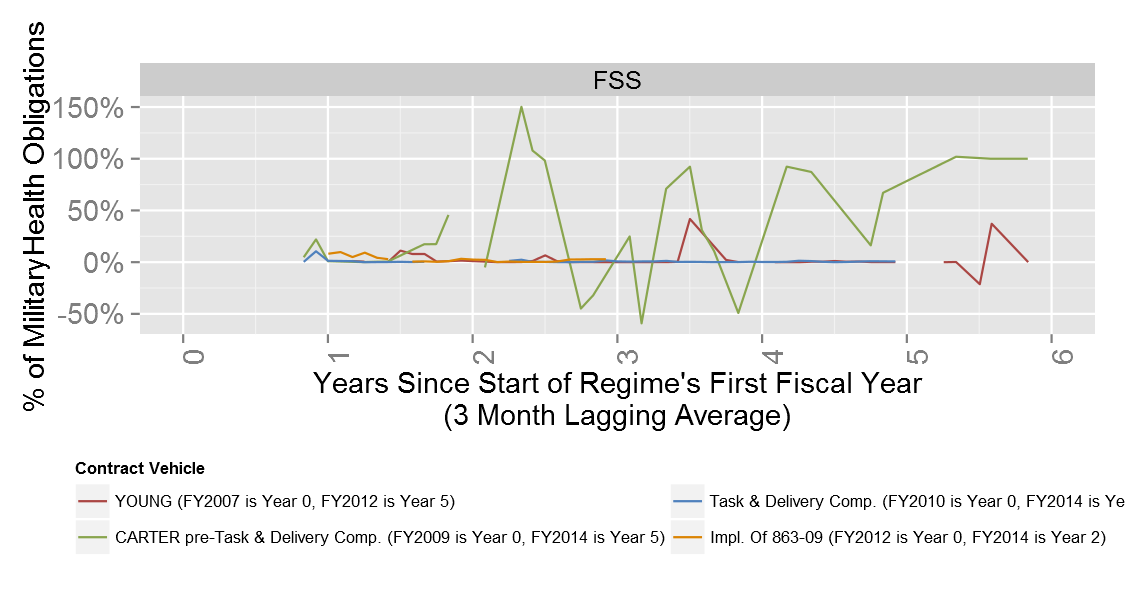 % of MilitaryHealth Obligations
FSS
150%
100%
50%
0%
-50%
0 1 2 3 4 5 6
Years Since Start of Regime's First Fiscal Year
(3 Month Lagging Average)
Contract Vehicle
YOUNG (FY2007 is Year 0, FY2012 is Year 5)
Task & Delivery Comp. (FY2010 is Year 0, FY2014 is Ye
CARTER pre-Task & Delivery Comp. (FY2009 is Year 0, FY2014 is Year 5)
Impl. Of 863-09 (FY2012 is Year 0, FY2014 is Year 2)